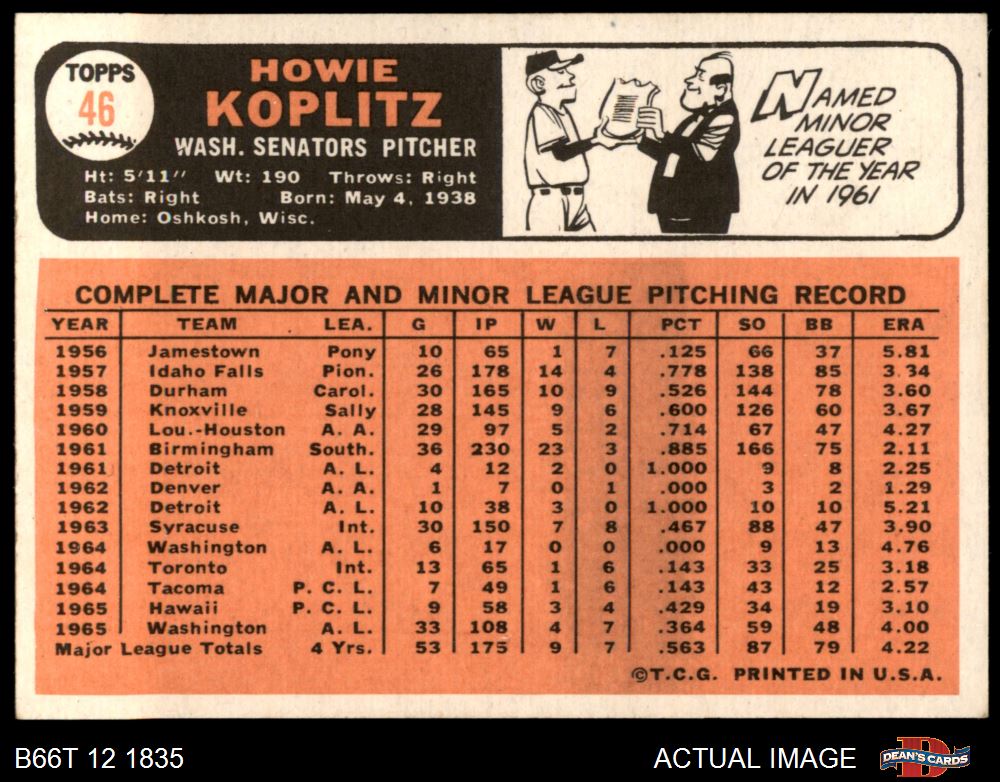 TOPPS
46
HOWIE
KOPLITZ
WASH. SENATORS PITCHER
Ht: 5'11" Wt: 190 Throws: Right
Bats: Right Born: May 4, 1938
Home: Oshkosh, Wisc.
NAMED
MINOR
LEAGUER
OF THE YEAR
IN 1961
COMPLETE MAJOR AND MINOR LEAGUE PITCHING RECORD
YEAR TEAM LEA. G IP W L PCT SO BB ERA
1956 Jamestown Pony 10 65 1 7 .125 66 37 5.81
1957 Idaho Falls Pion. 26 178 14 4 .778 138 85 3.34
1958 Durham Carol. 30 165 10 9 .526 144 78 3.60
1959 Knoxville Sally 28 145 9 6 .600 126 60 3.67
1960 Lou.-Houston A. A. 29 97 5 2 .714 67 47 4.27
1961 Birmingham South. 36 230 23 3 .885 166 75 2.11
1961 Detroit A. L. 4 12 2 0 1.000 9 8 2.25
1962 Denver A. A. 1 7 0 1 .000 3 2 1.29
1962 Detroit A. L. 10 38 3 0 1.000 10 10 5.21
1963 Syracuse Int. 30 150 7 8 .467 88 47 3.90
1964 Washington A. L. 6 17 0 0 .000 9 13 4.76
1964 Toronto Int. 13 65 1 6 .143 33 25 3.18
1964 Tacoma P. C. L. 7 49 1 6 .143 43 12 2.57
1965 Hawaii P. C. L. 9 58 3 4 .429 34 19 3.10
1965 Washington A. L. 33 108 4 7 .364 59 48 4.00
Major League Totals 4 Yrs. 53 175 9 7 .563 87 79 4.22
©T.C.G. PRINTED IN U.S.A.
B66T 12 1835
ACTUAL IMAGE
DEAN'S CARDS